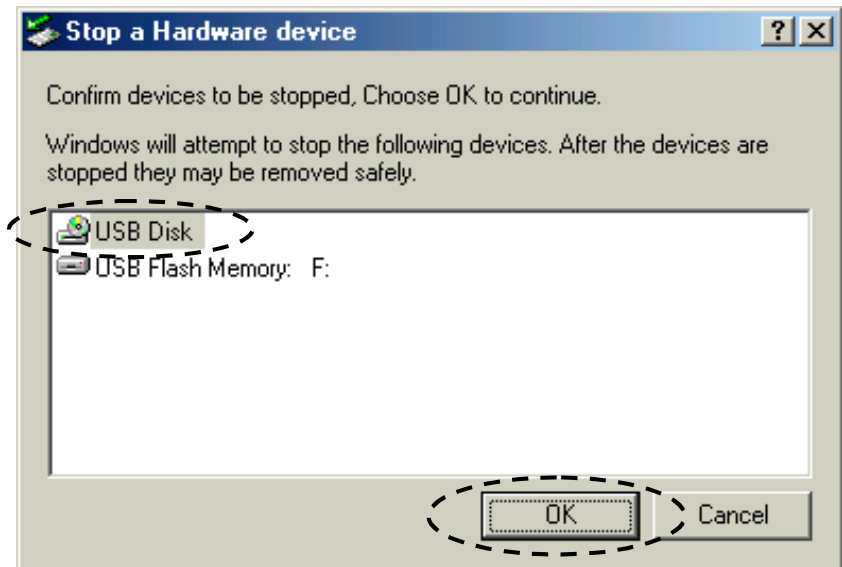 Stop a Hardware device
Confirm devices to be stopped, Choose OK to continue.
Windows will attempt to stop the following devices. After the devices are
stopped they may be removed safely.
USB Disk
USB Flash Memory: F:
OK
Cancel